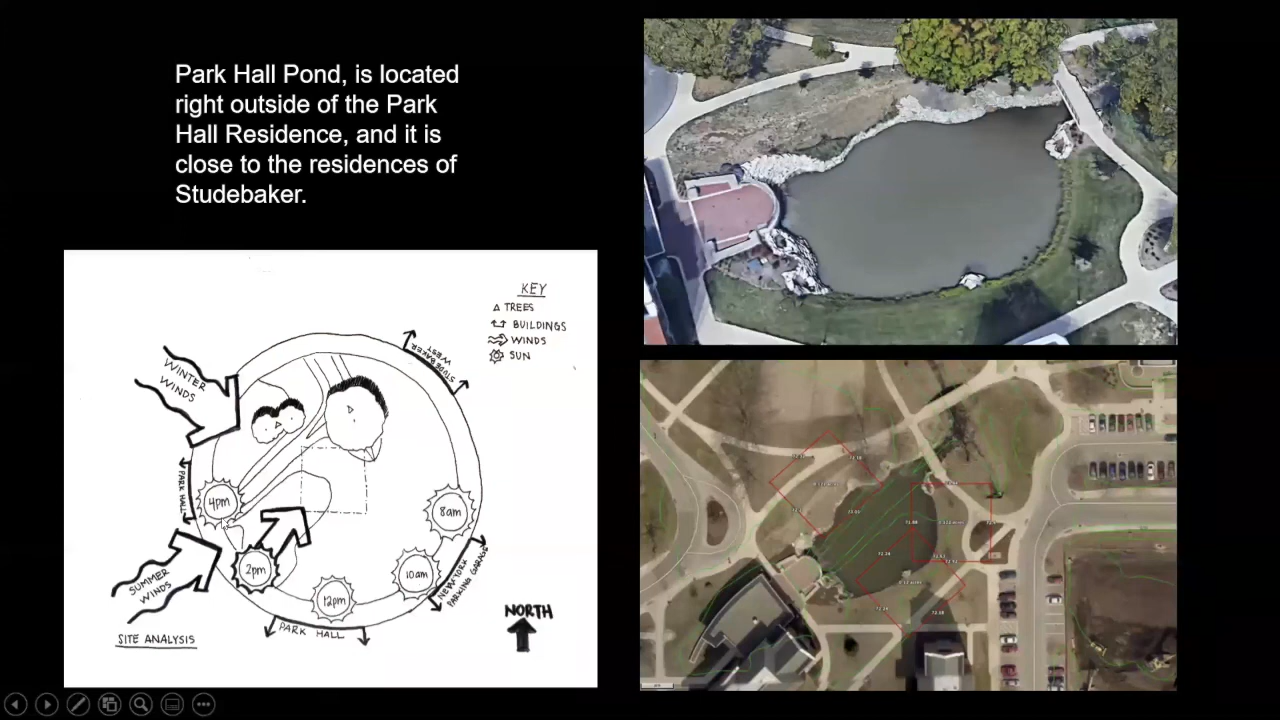 Park Hall Pond, is located
right outside of the Park
Hall Residence, and it is
close to the residences of
Studebaker.
KEY
TREES
BUILDINGS
WINDS
SUN
STUDEBAKER
WEST
WINTER
WINDS
PARK HALL
4pm
8am
SUMMER
WINDS
2pm
10am
12pm
NEW YORK
PARKING GARAGE
PARK HALL
NORTH
SITE ANALYSIS